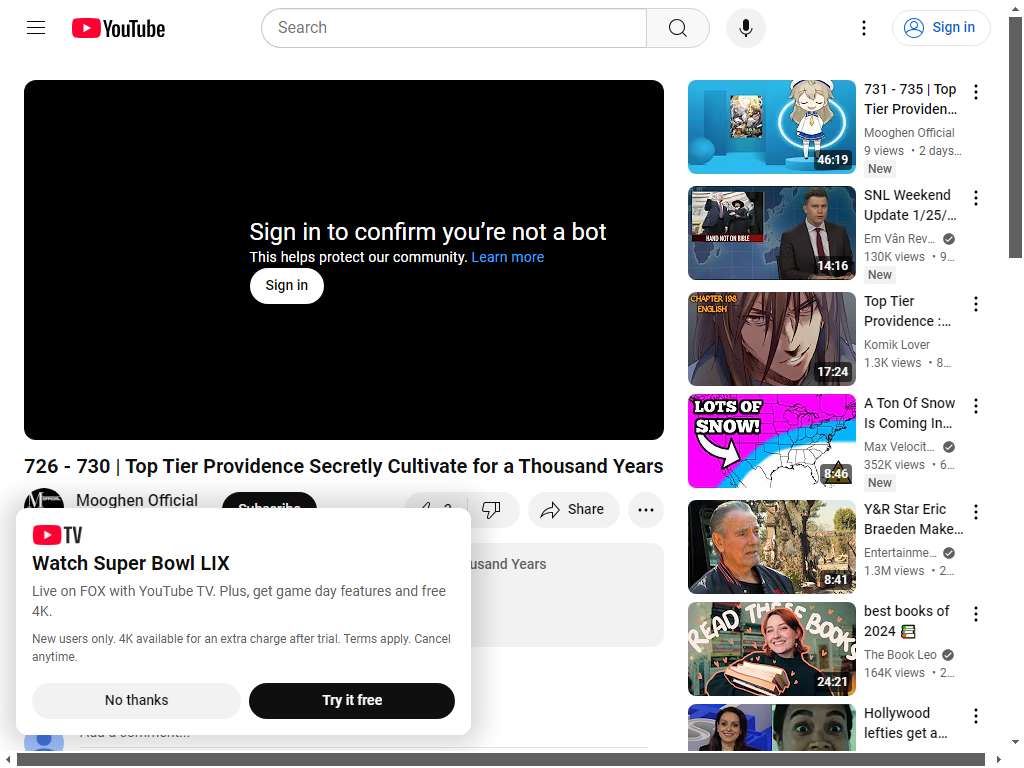 YouTube
Search
Sign in
Sign in to confirm you're not a bot
This helps protect our community. Learn more
Sign in
726 - 730 | Top Tier Providence Secretly Cultivate for a Thousand Years
Mooghen Official
Subscribe
Share
usand Years
TV
Watch Super Bowl LIX
Live on FOX with YouTube TV. Plus, get game day features and free
4K.
New users only. 4K available for an extra charge after trial. Terms apply. Cancel
anytime.
No thanks
Try it free
Add a comment...
46:19
731 - 735 | Top
Tier Providen...
Mooghen Official
9 views • 2 days...
New
HAND NOT ON BIBLE
14:16
SNL Weekend
Update 1/25/...
Em Vân Rev...
130K views • 9...
New
CHAPTER 198
ENGLISH
17:24
Top Tier
Providence :...
Komik Lover
1.3K views • 8...
LOTS OF
SNOW!
8:46
A Ton Of Snow
Is Coming In...
Max Velocit...
352K views • 6...
New
8:41
Y&R Star Eric
Braeden Make...
Entertainme...
1.3M views • 2...
READ THESE BOOKS
24:21
best books of
2024
The Book Leo
164K views • 2...
Hollywood
lefties get a...